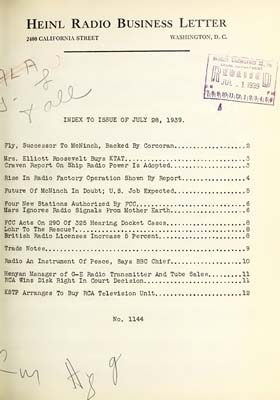 HEINL RADIO BUSINESS LETTER
2400 CALIFORNIA STREET WASHINGTON, D. C.
RECEIVED
JUL 31 1939
INDEX TO ISSUE OF JULY 28, 1939.
Fly, Successor To McNinch, Backed By Corcoran....................2
Mrs. Elliott Roosevelt Buys KTAT.................................3
Craven Report On Ship Radio Power Is Adopted.....................3
Rise In Radio Factory Operation Shown By Report..................4
Future Of McNinch In Doubt; U.S. Job Expected....................5
Four New Stations Authorized By FCC..............................6
Mars Ignores Radio Signals From Mother Earth.....................6
FCC Acts On 290 Of 325 Hearing Docket Cases......................8
Lohr To The Rescue?..............................................8
British Radio Licenses Increase 5 Percent........................8
Trade Notes......................................................9
Radio An Instrument Of Peace, Says BBC Chief....................10
Kenyan Manager of G-E Radio Transmitter And Tube Sales..........11
RCA Wins Disk Right In Court Decision...........................11
KSTP Arranges To Buy RCA Television Unit........................12
No. 1144